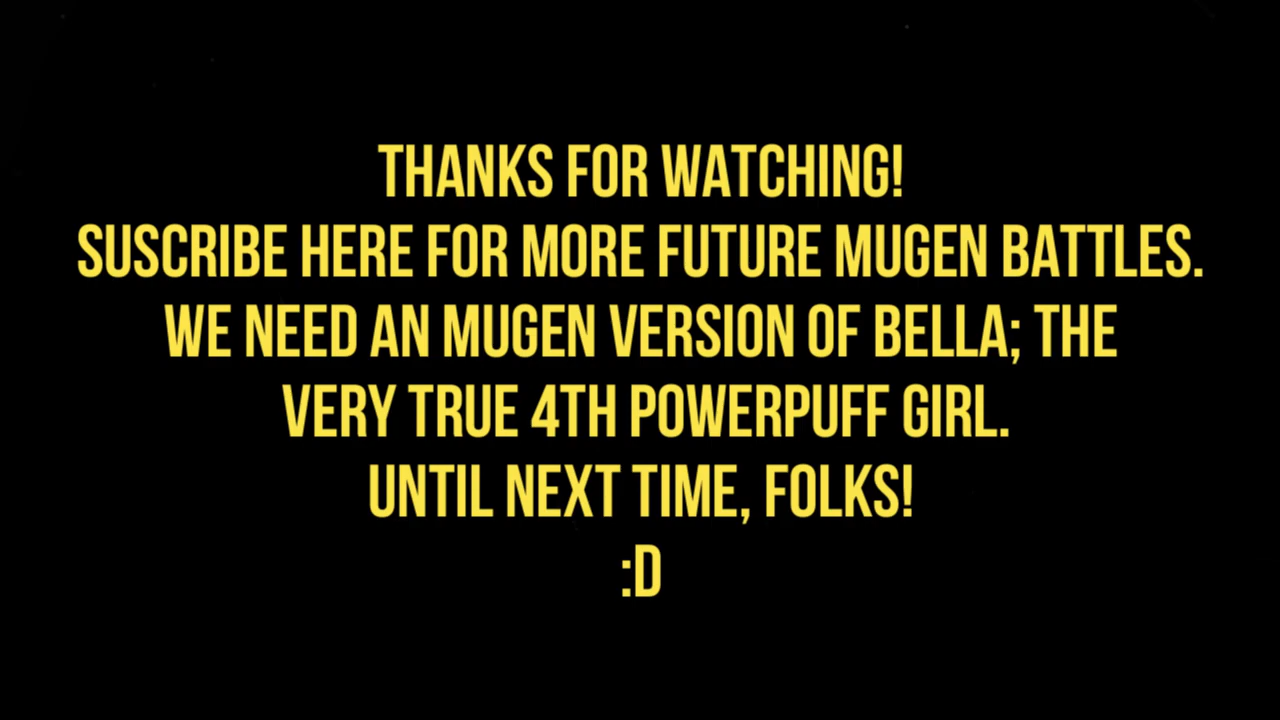 THANKS FOR WATCHING!
SUSCRIBE HERE FOR MORE FUTURE MUGEN BATTLES.
WE NEED AN MUGEN VERSION OF BELLA; THE
VERY TRUE 4TH POWERPUFF GIRL.
UNTIL NEXT TIME, FOLKS!
:D